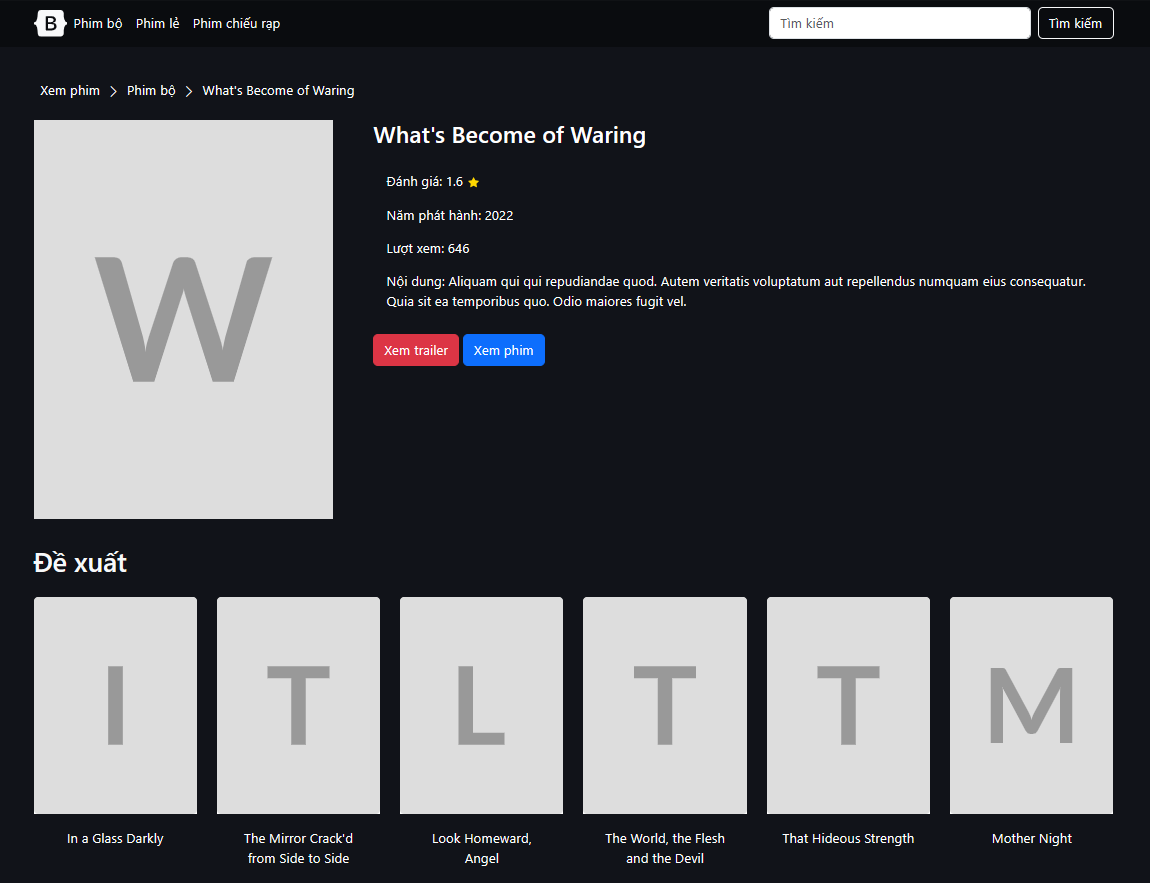 B Phim bộ Phim lẻ Phim chiếu rạp Tìm kiếm Tìm kiếm
Xem phim > Phim bộ > What's Become of Waring
W
What's Become of Waring
Đánh giá: 1.6 ⭐
Năm phát hành: 2022
Lượt xem: 646
Nội dung: Aliquam qui qui repudiandae quod. Autem veritatis voluptatum aut repellendus numquam eius consequatur.
Quia sit ea temporibus quo. Odio maiores fugit vel.
Xem trailer Xem phim
Đề xuất
I T L T T M
In a Glass Darkly
The Mirror Crack'd
from Side to Side
Look Homeward,
Angel
The World, the Flesh
and the Devil
That Hideous Strength
Mother Night